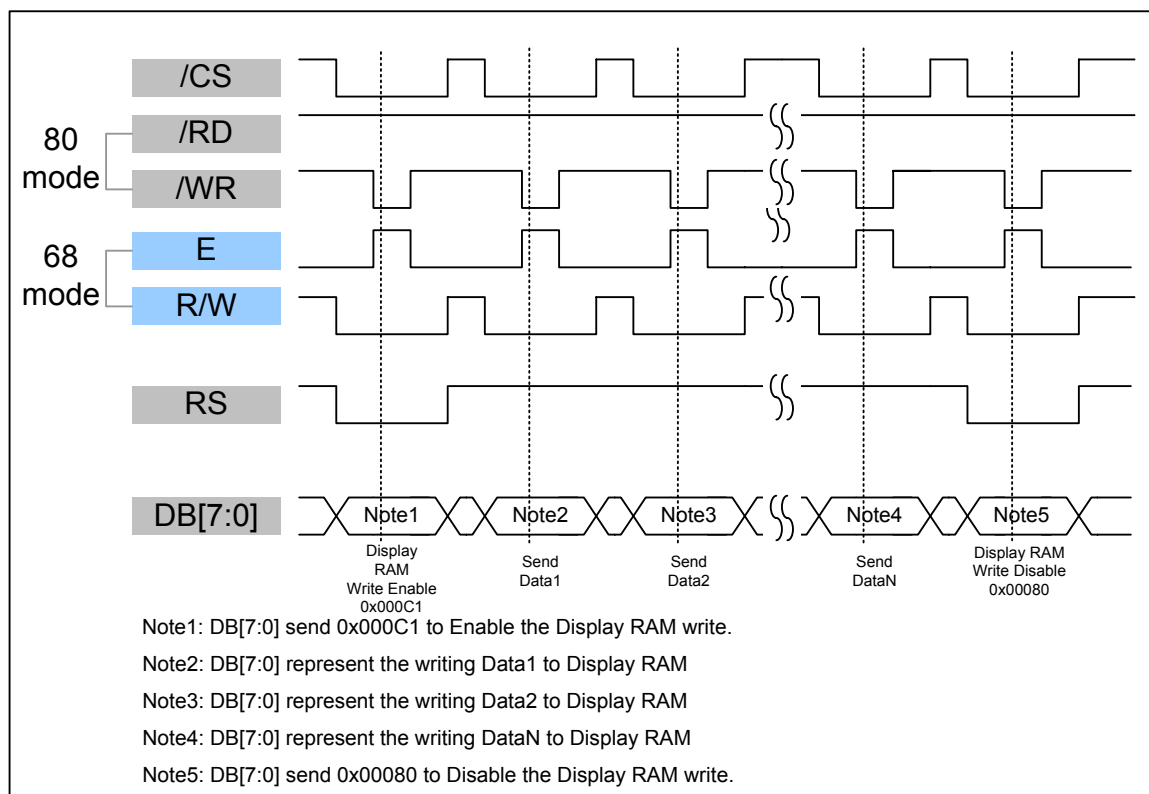 /CS
80
mode
/RD
/WR
68
mode
E
R/W
RS
DB[7:0]
Note1
Note2
Note3
Note4
Note5
Display
RAM
Write Enable
0x000C1
Send
Data1
Send
Data2
Send
DataN
Display RAM
Write Disable
0x00080
Note1: DB[7:0] send 0x000C1 to Enable the Display RAM write.
Note2: DB[7:0] represent the writing Data1 to Display RAM
Note3: DB[7:0] represent the writing Data2 to Display RAM
Note4: DB[7:0] represent the writing DataN to Display RAM
Note5: DB[7:0] send 0x00080 to Disable the Display RAM write.